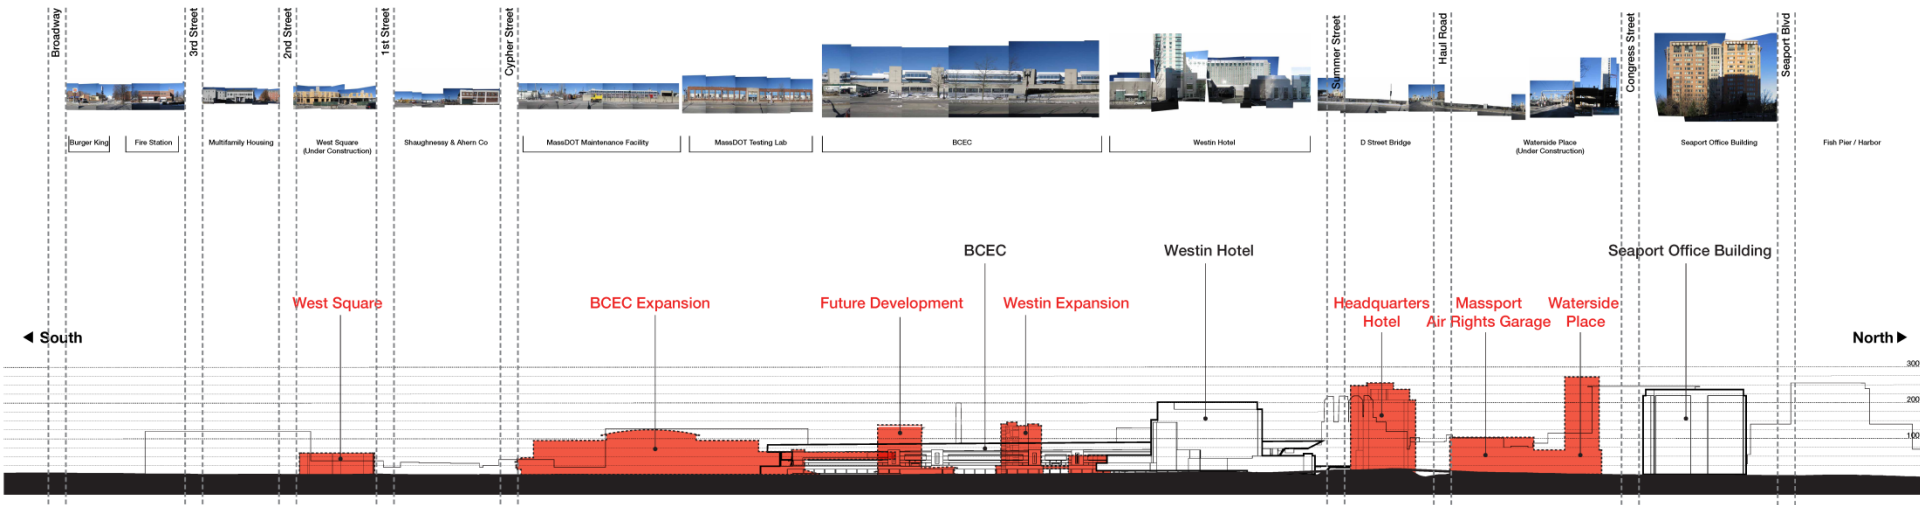 Broadway
3rd Street
2nd Street
1st Street
Cypher Street
Summer Street
Haul Road
Congress Street
Seaport Blvd
Burger King
Fire Station
Multifamily Housing
West Square
(Under Construction)
Shaughnessy & Ahern Co
MassDOT Maintenance Facility
MassDOT Testing Lab
BCEC
Westin Hotel
D Street Bridge
Waterside Place
(Under Construction)
Seaport Office Building
Fish Pier / Harbor
BCEC
Westin Hotel
Seaport Office Building
West Square
BCEC Expansion
Future Development
Westin Expansion
Headquarters
Hotel
Massport
Air Rights Garage
Waterside
Place
South
North
300
200
100